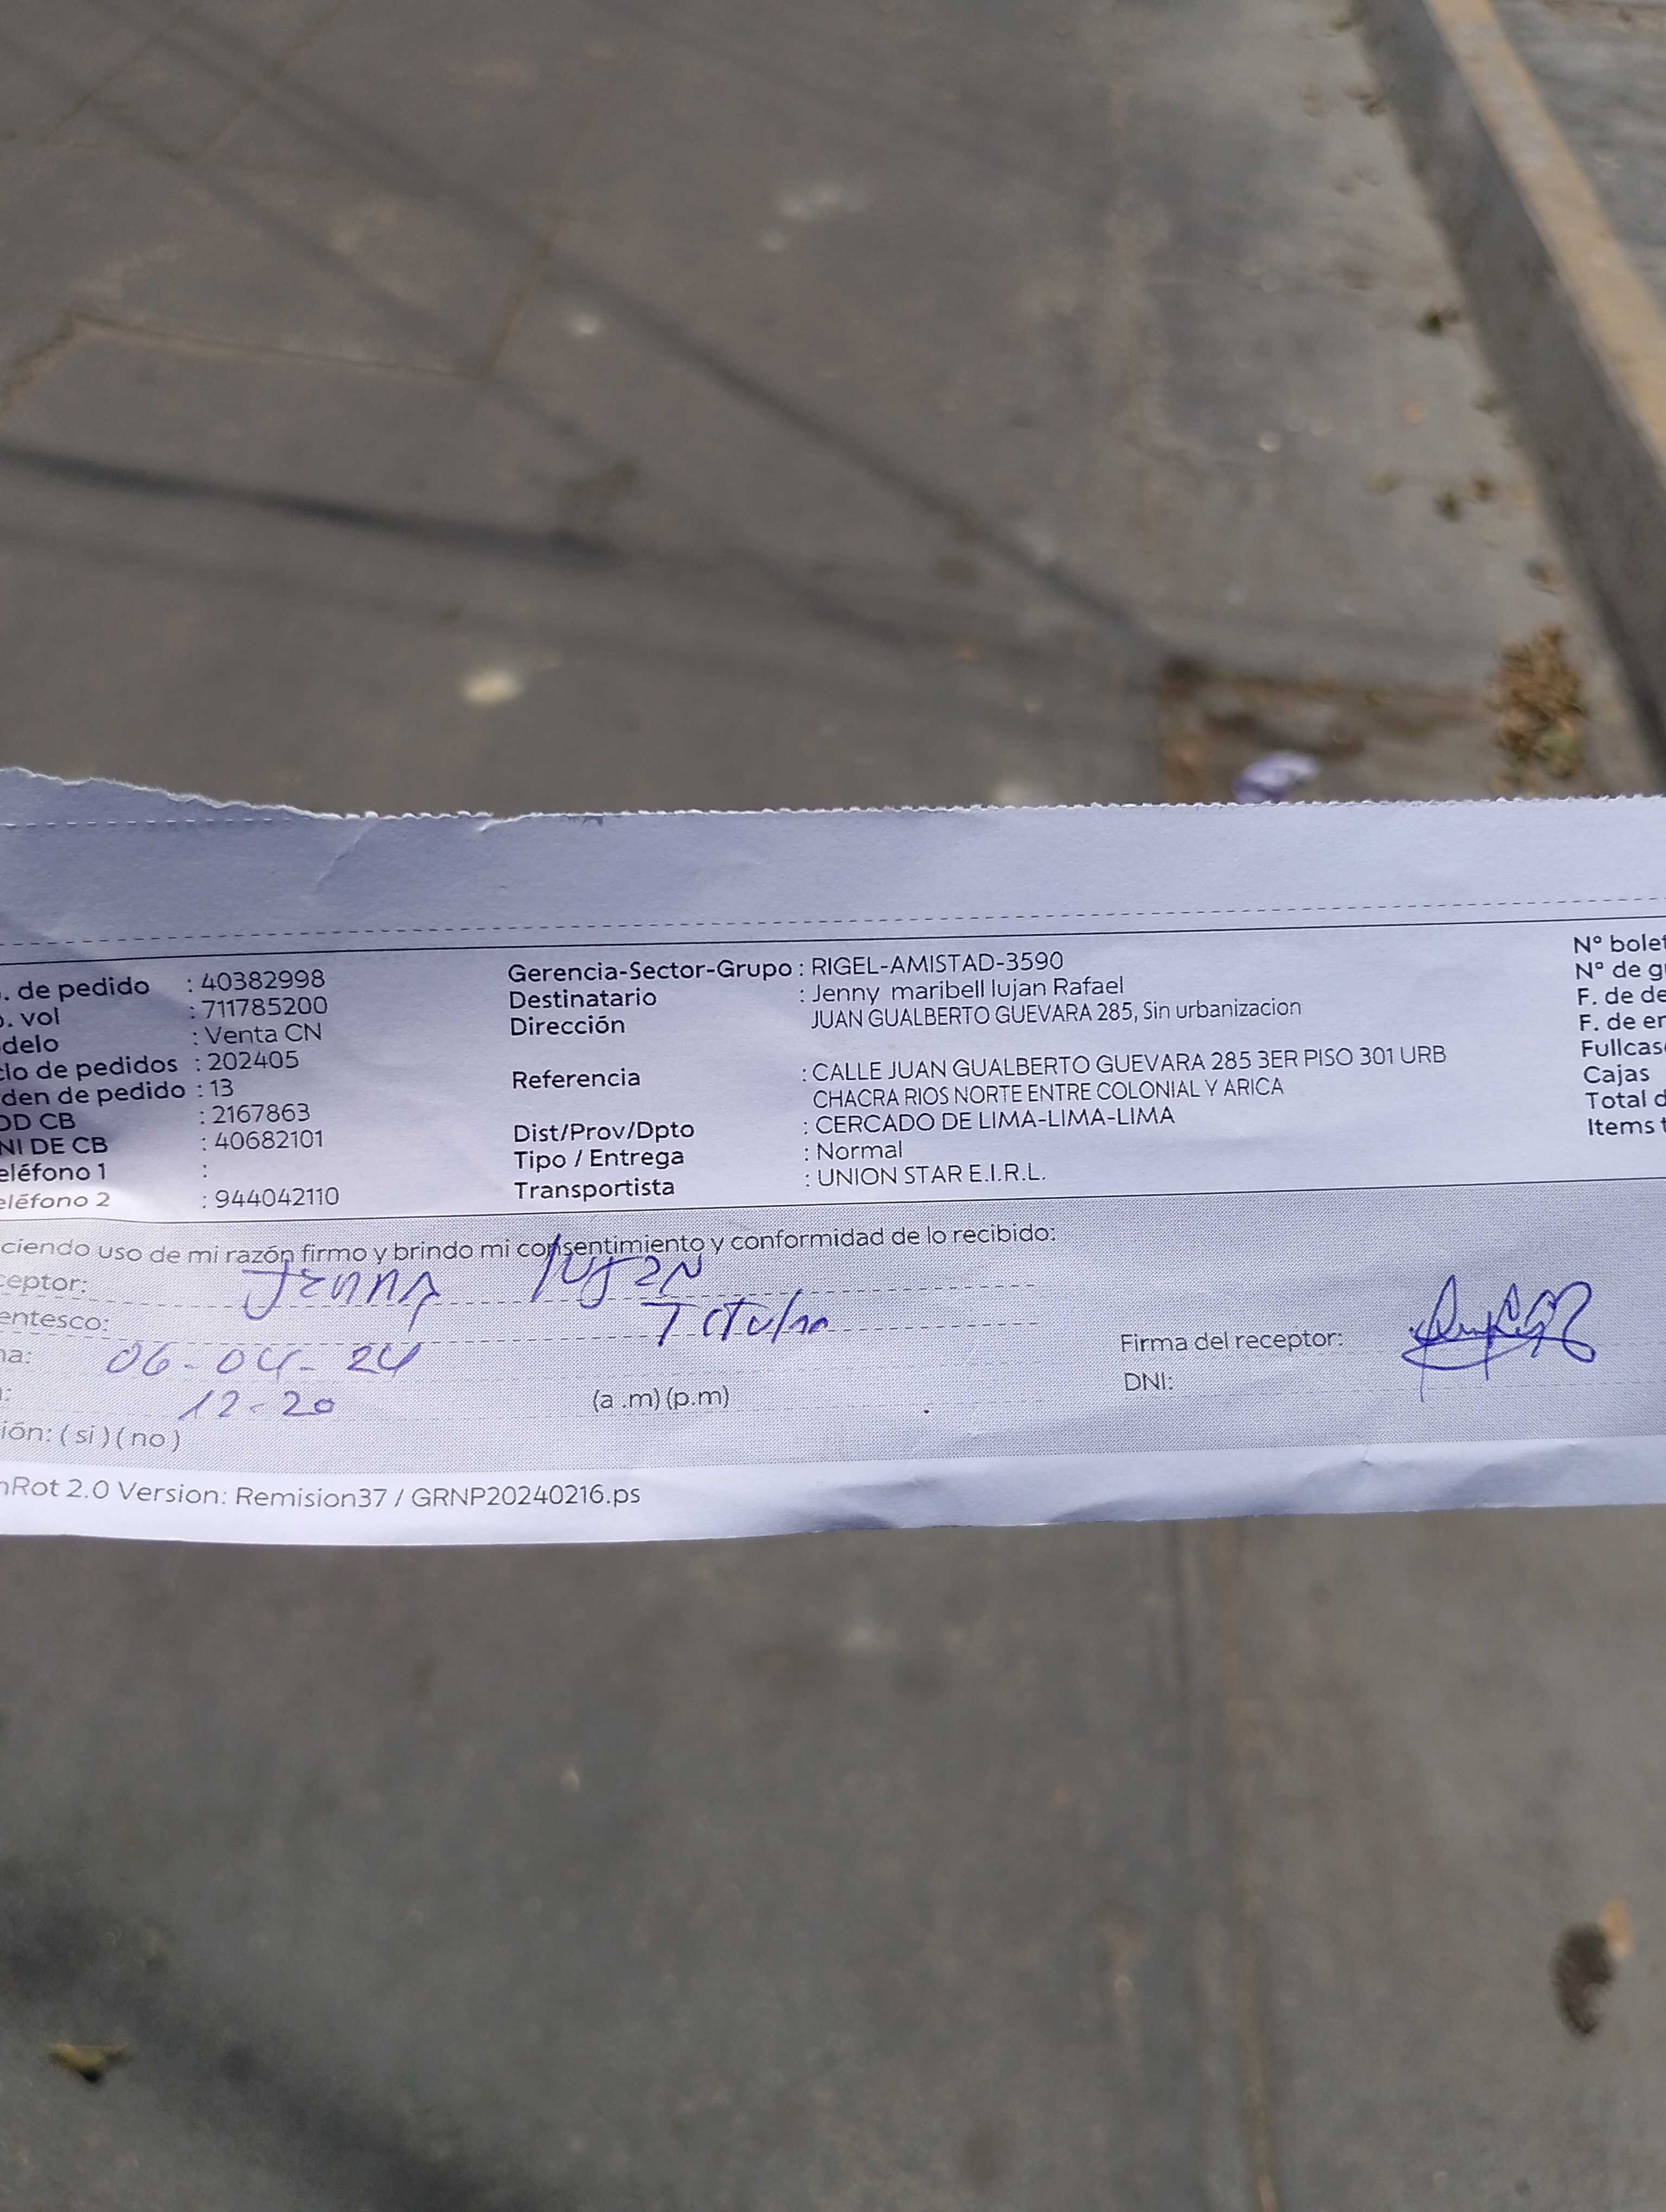 . de pedido : 40382998
. vol : 711785200
delo : Venta CN
clo de pedidos : 202405
den de pedido : 13
OD CB : 2167863
NI DE CB : 40682101
eléfono 1 :
eléfono 2 : 944042110
Gerencia-Sector-Grupo : RIGEL-AMISTAD-3590
Destinatario : Jenny maribell lujan Rafael
Dirección JUAN GUALBERTO GUEVARA 285, Sin urbanizacion
Referencia : CALLE JUAN GUALBERTO GUEVARA 285 3ER PISO 301 URB
CHACRA RIOS NORTE ENTRE COLONIAL Y ARICA
Dist/Prov/Dpto : CERCADO DE LIMA-LIMA-LIMA
Tipo / Entrega : Normal
Transportista : UNION STAR E.I.R.L.
N° bolet
N° de g
F. de de
F. de en
Fullcas
Cajas
Total d
Items t
ciendo uso de mi razón firmo y brindo mi consentimiento y conformidad de lo recibido:
ceptor: Jenny lujan
entesco: Titular
ha: 06-04-24
: 12-20 (a .m) (p.m)
ión: ( si ) ( no )
Firma del receptor:
DNI:
nRot 2.0 Version: Remision37 / GRNP20240216.ps